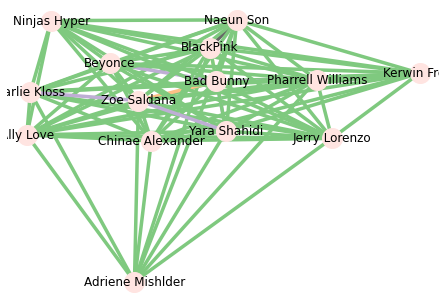 Ninjas Hyper
Naeun Son
BlackPink
Beyonce
Kerwin Fro
Bad Bunny
Pharrell Williams
arlie Kloss
Zoe Saldana
Yara Shahidi
lly Love
Chinae Alexander
Jerry Lorenzo
Adriene Mishlder